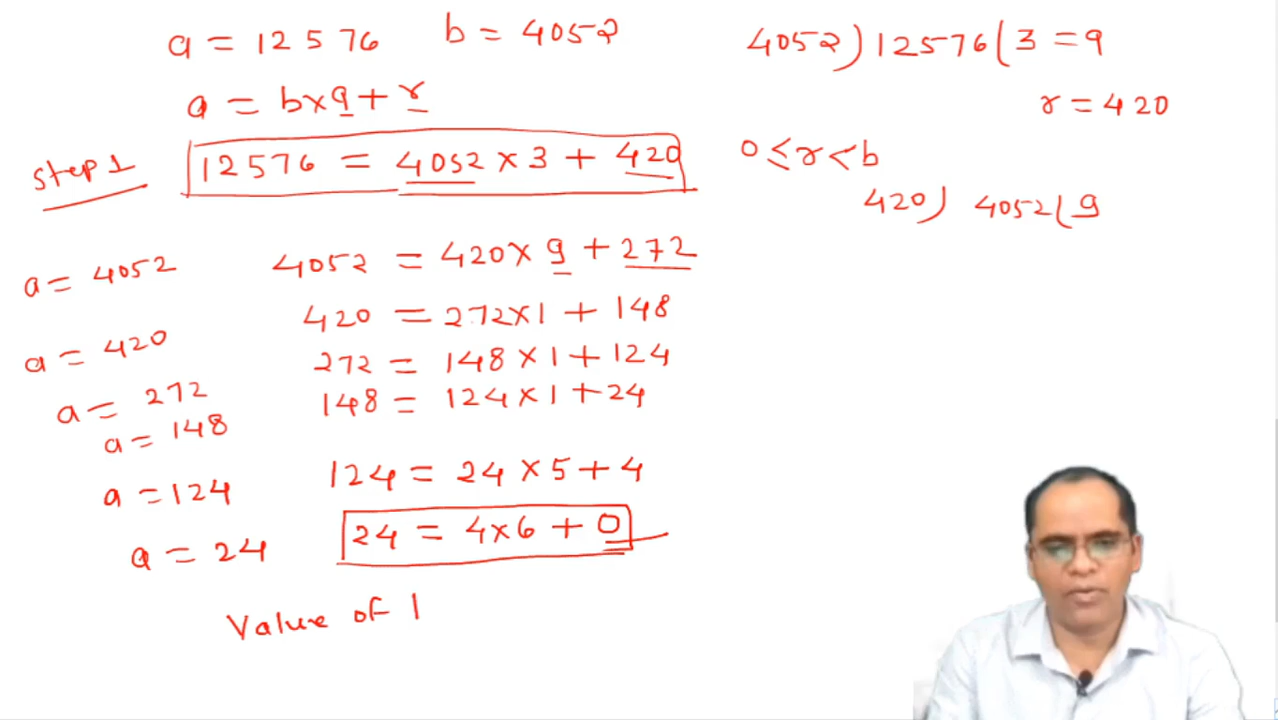 a = 12576 b = 4052
a = b×q + r
step 1 12576 = 4052 × 3 + 420
a = 4052 4052 = 420 × 9 + 272
a = 420 420 = 272×1 + 148
a = 272 272 = 148 × 1 + 124
a = 148 148 = 124 × 1 + 24
a = 124 124 = 24 × 5 + 4
a = 24 24 = 4×6 + 0
Value of l
4052)12576(3 = q
r = 420
0 ≤ r < b
420) 4052(9